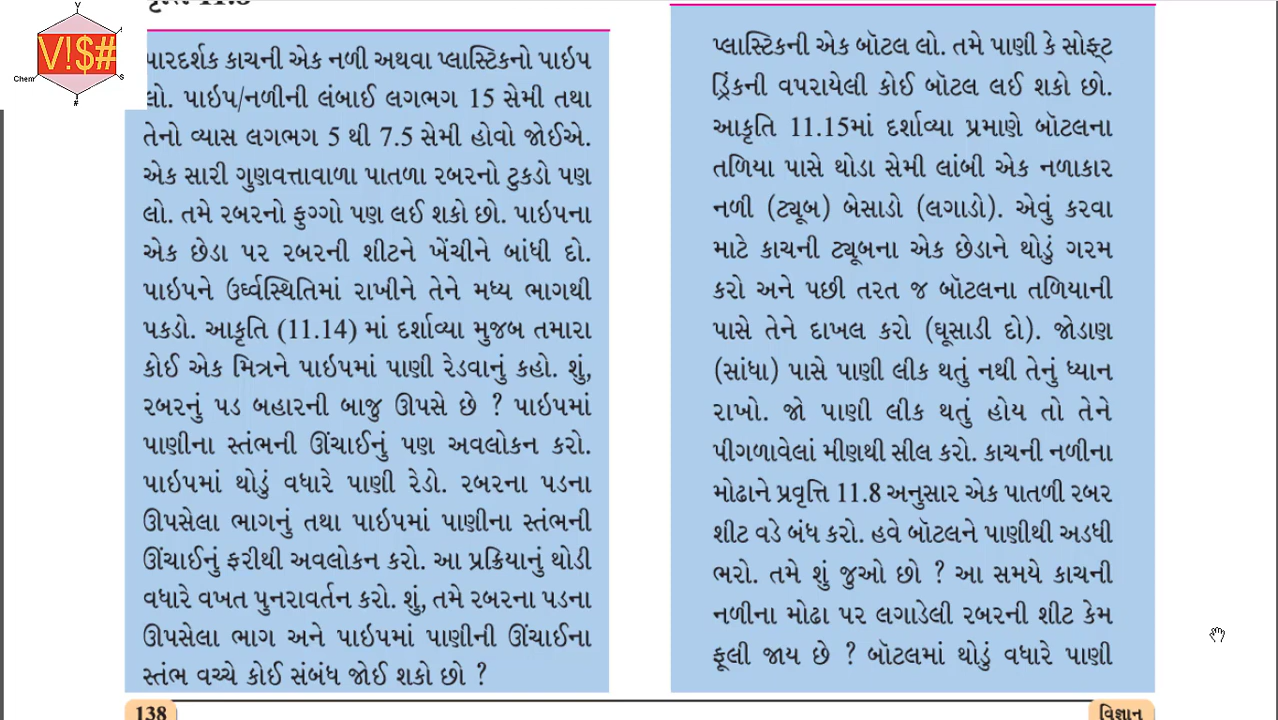 Y
V!$#
Chem
$
#
11.8
પારદર્શક કાચની એક નળી અથવા પ્લાસ્ટિકનો પાઇપ
લો. પાઇપ/નળીની લંબાઈ લગભગ 15 સેમી તથા
તેનો વ્યાસ લગભગ 5 થી 7.5 સેમી હોવો જોઈએ.
એક સારી ગુણવત્તાવાળા પાતળા રબરનો ટુકડો પણ
લો. તમે રબરનો ફુગ્ગો પણ લઈ શકો છો. પાઇપના
એક છેડા પર રબરની શીટને ખેંચીને બાંધી દો.
પાઇપને ઉર્ધ્વસ્થિતિમાં રાખીને તેને મધ્ય ભાગથી
પકડો. આકૃતિ (11.14) માં દર્શાવ્યા મુજબ તમારા
કોઈ એક મિત્રને પાઇપમાં પાણી રેડવાનું કહો. શું,
રબરનું પડ બહારની બાજુ ઊપસે છે ? પાઇપમાં
પાણીના સ્તંભની ઊંચાઈનું પણ અવલોકન કરો.
પાઇપમાં થોડું વધારે પાણી રેડો. રબરના પડના
ઊપસેલા ભાગનું તથા પાઇપમાં પાણીના સ્તંભની
ઊંચાઈનું ફરીથી અવલોકન કરો. આ પ્રક્રિયાનું થોડી
વધારે વખત પુનરાવર્તન કરો. શું, તમે રબરના પડના
ઊપસેલા ભાગ અને પાઇપમાં પાણીની ઊંચાઈના
સ્તંભ વચ્ચે કોઈ સંબંધ જોઈ શકો છો ?
પ્લાસ્ટિકની એક બૉટલ લો. તમે પાણી કે સોફ્ટ
ડ્રિંકની વપરાયેલી કોઈ બૉટલ લઈ શકો છો.
આકૃતિ 11.15માં દર્શાવ્યા પ્રમાણે બૉટલના
તળિયા પાસે થોડા સેમી લાંબી એક નળાકાર
નળી (ટ્યૂબ) બેસાડો (લગાડો). એવું કરવા
માટે કાચની ટ્યૂબના એક છેડાને થોડું ગરમ
કરો અને પછી તરત જ બૉટલના તળિયાની
પાસે તેને દાખલ કરો (ઘૂસાડી દો). જોડાણ
(સાંધા) પાસે પાણી લીક થતું નથી તેનું ધ્યાન
રાખો. જો પાણી લીક થતું હોય તો તેને
પીગળાવેલાં મીણથી સીલ કરો. કાચની નળીના
મોઢાને પ્રવૃત્તિ 11.8 અનુસાર એક પાતળી રબર
શીટ વડે બંધ કરો. હવે બૉટલને પાણીથી અડધી
ભરો. તમે શું જુઓ છો ? આ સમયે કાચની
નળીના મોઢા પર લગાડેલી રબરની શીટ કેમ
ફૂલી જાય છે ? બૉટલમાં થોડું વધારે પાણી
138
વિજ્ઞાન